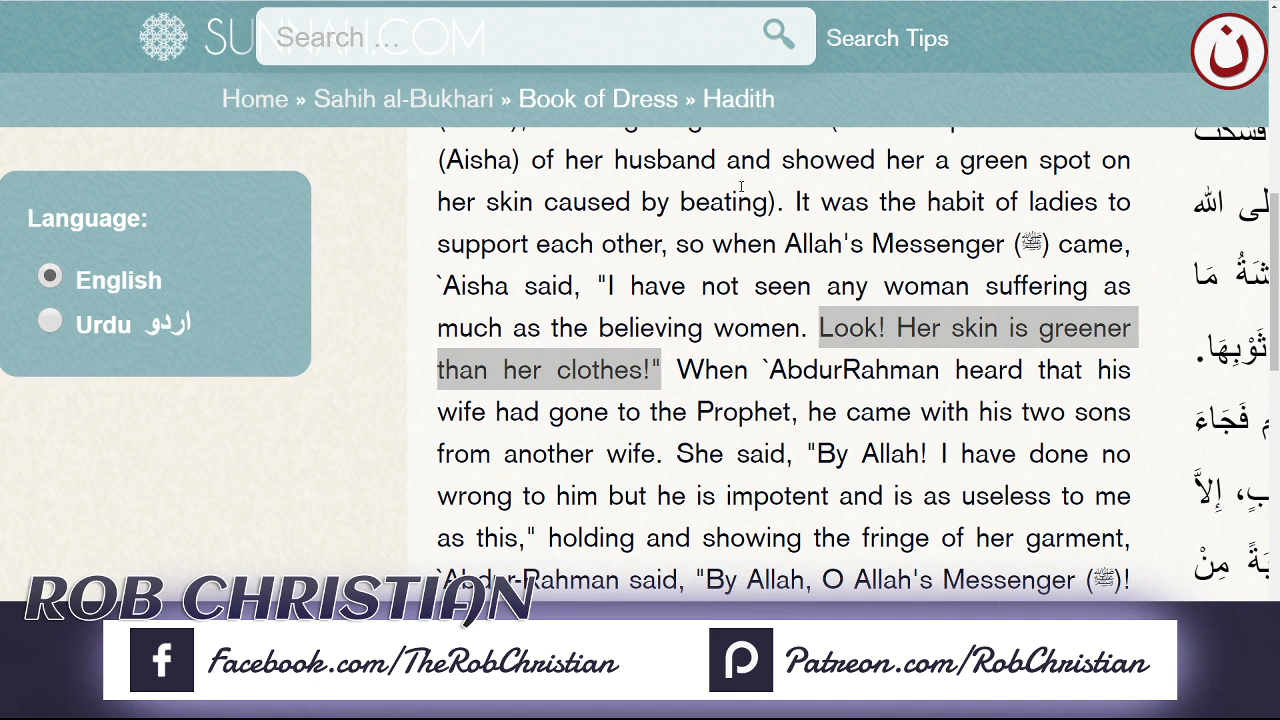 SUNNAH.COM
Search …
Search Tips
ن
Home » Sahih al-Bukhari » Book of Dress » Hadith
Language:
English
Urdu اردو
(Aisha) of her husband and showed her a green spot on
her skin caused by beating). It was the habit of ladies to
support each other, so when Allah's Messenger (ﷺ) came,
`Aisha said, "I have not seen any woman suffering as
much as the believing women. Look! Her skin is greener
than her clothes!" When `AbdurRahman heard that his
wife had gone to the Prophet, he came with his two sons
from another wife. She said, "By Allah! I have done no
wrong to him but he is impotent and is as useless to me
as this," holding and showing the fringe of her garment,
`Abdur-Rahman said, "By Allah, O Allah's Messenger (ﷺ)!
لى الله
مَا
ثَوْبِهَا.
م فَجَاءَ
بٍ، إِلاَّ
ةً مِنْ
ROB CHRISTIAN
Facebook.com/TheRobChristian
Patreon.com/RobChristian